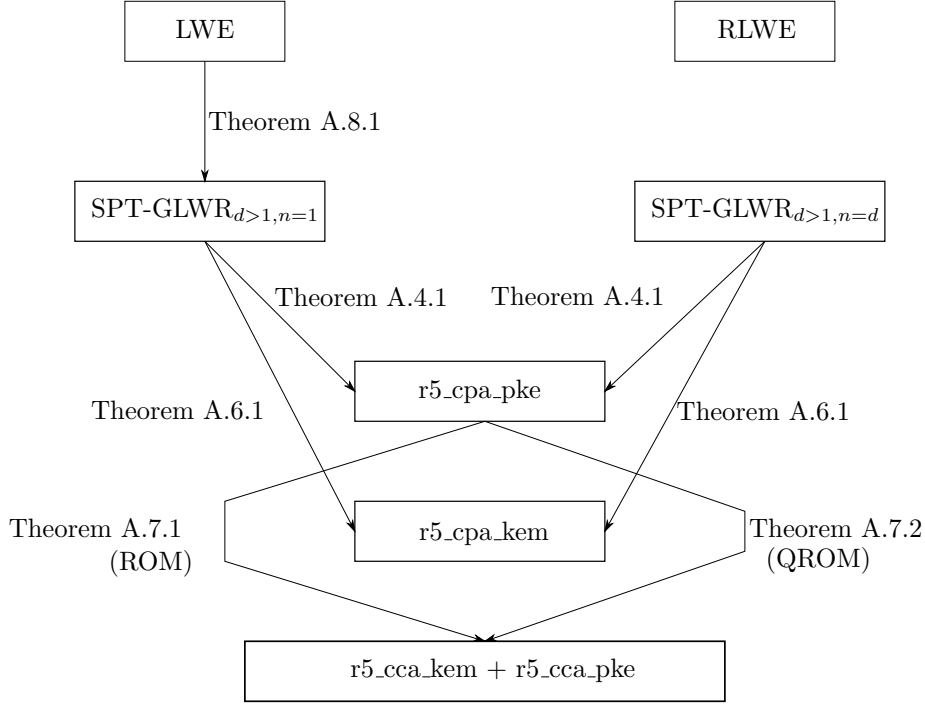 LWE
RLWE
Theorem A.8.1
SPT-GLWR_{d>1,n=1}
SPT-GLWR_{d>1,n=d}
Theorem A.4.1
Theorem A.4.1
r5_cpa_pke
Theorem A.6.1
Theorem A.6.1
Theorem A.7.1
(ROM)
r5_cpa_kem
Theorem A.7.2
(QROM)
r5_cca_kem + r5_cca_pke